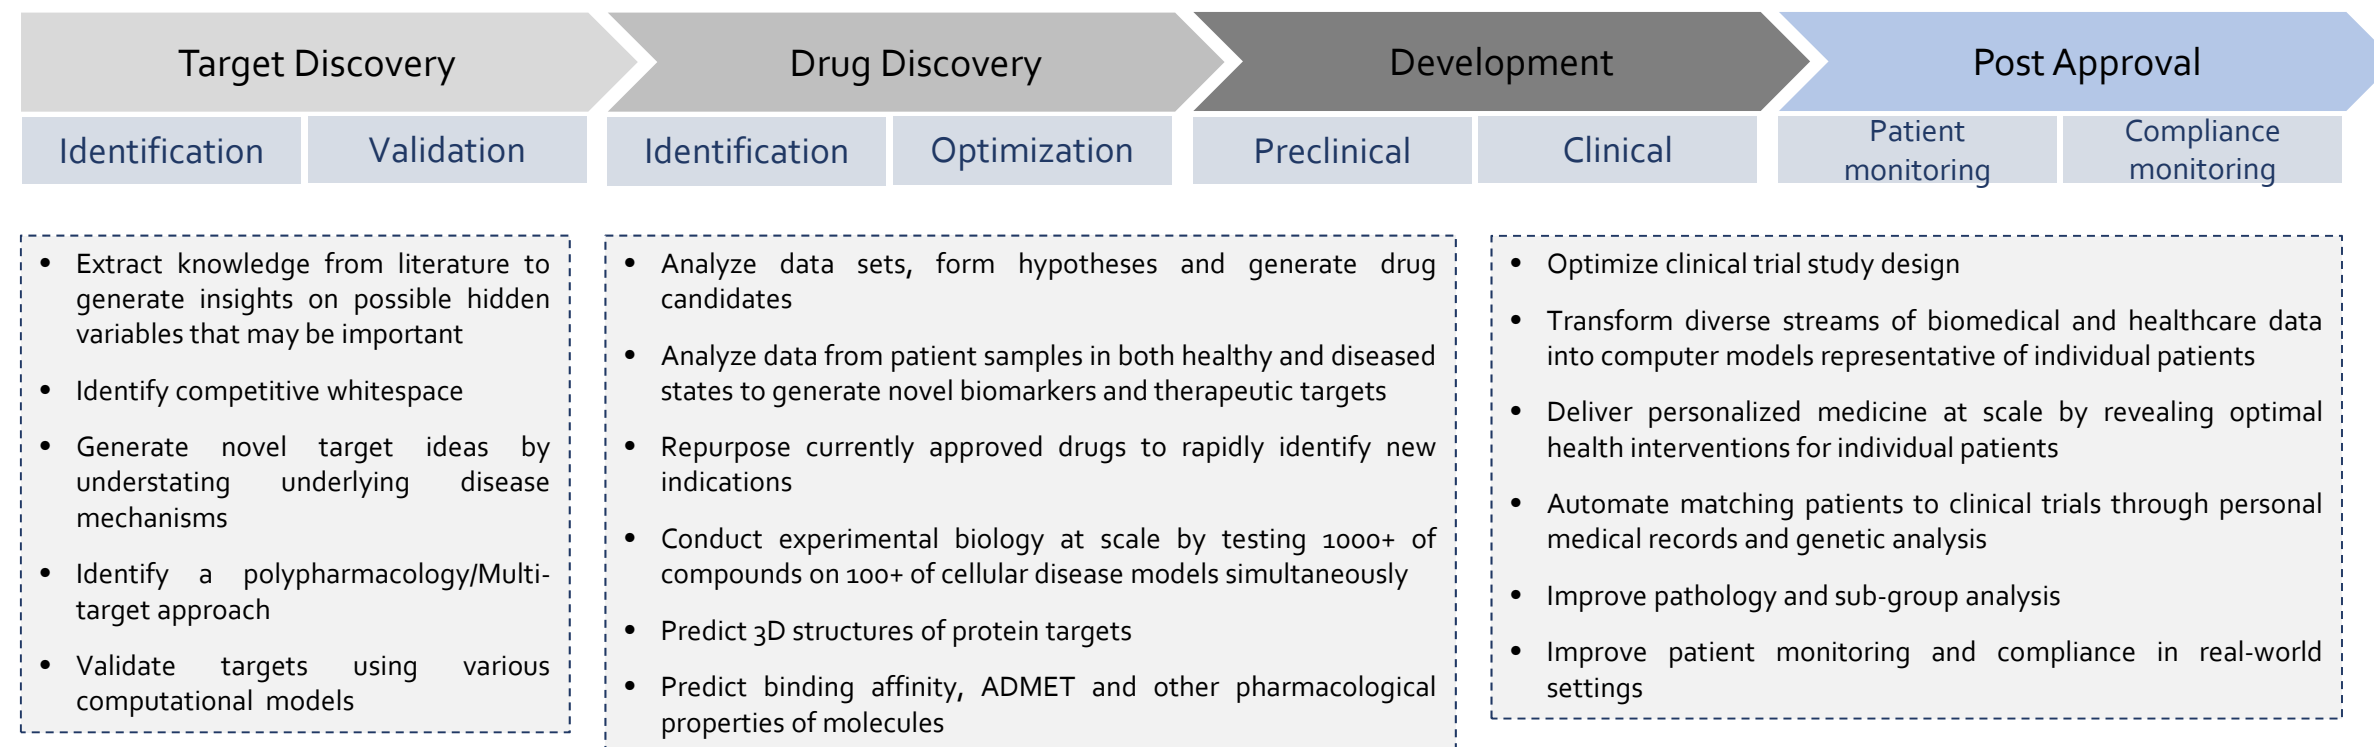 Target Discovery
Drug Discovery
Development
Post Approval
Identification
Validation
Identification
Optimization
Preclinical
Clinical
Patient
monitoring
Compliance
monitoring
• Extract knowledge from literature to
generate insights on possible hidden
variables that may be important
• Identify competitive whitespace
• Generate novel target ideas by
understating underlying disease
mechanisms
• Identify a polypharmacology/Multi-
target approach
• Validate targets using various
computational models
• Analyze data sets, form hypotheses and generate drug
candidates
• Analyze data from patient samples in both healthy and diseased
states to generate novel biomarkers and therapeutic targets
• Repurpose currently approved drugs to rapidly identify new
indications
• Conduct experimental biology at scale by testing 1000+ of
compounds on 100+ of cellular disease models simultaneously
• Predict 3D structures of protein targets
• Predict binding affinity, ADMET and other pharmacological
properties of molecules
• Optimize clinical trial study design
• Transform diverse streams of biomedical and healthcare data
into computer models representative of individual patients
• Deliver personalized medicine at scale by revealing optimal
health interventions for individual patients
• Automate matching patients to clinical trials through personal
medical records and genetic analysis
• Improve pathology and sub-group analysis
• Improve patient monitoring and compliance in real-world
settings